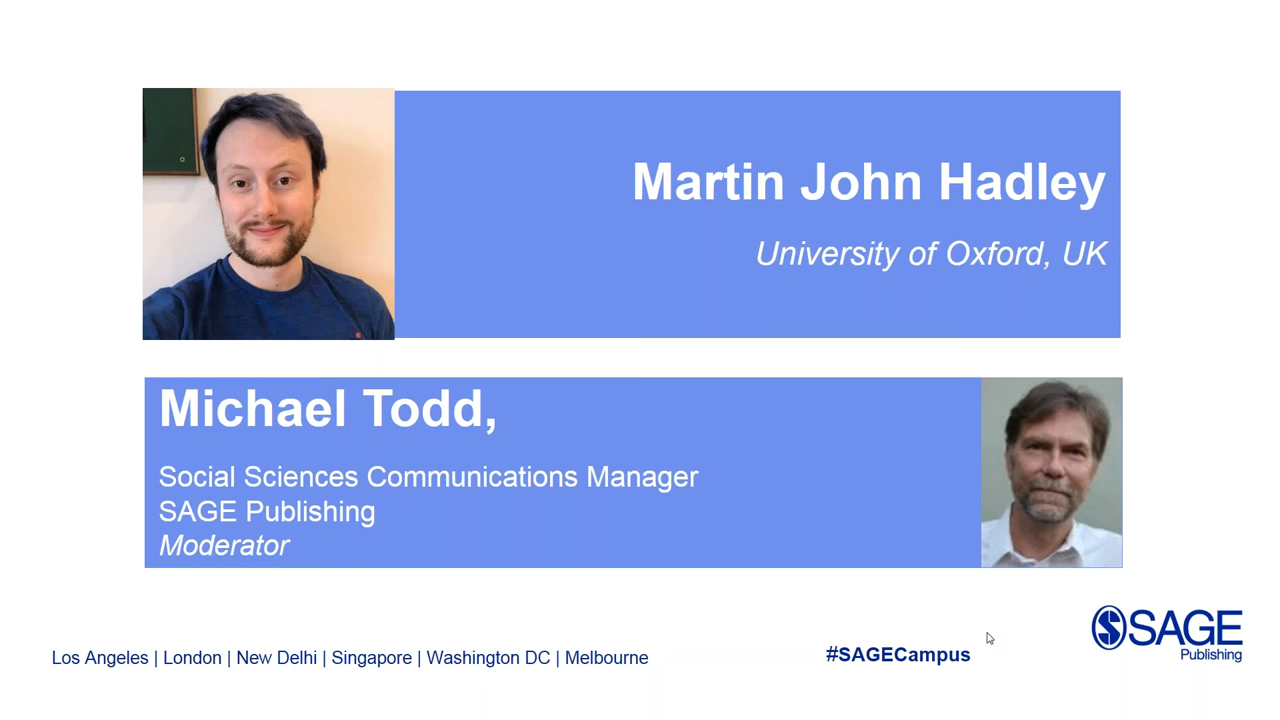 Martin John Hadley
University of Oxford, UK
Michael Todd,
Social Sciences Communications Manager
SAGE Publishing
Moderator
Los Angeles | London | New Delhi | Singapore | Washington DC | Melbourne
#SAGECampus
SAGE
Publishing